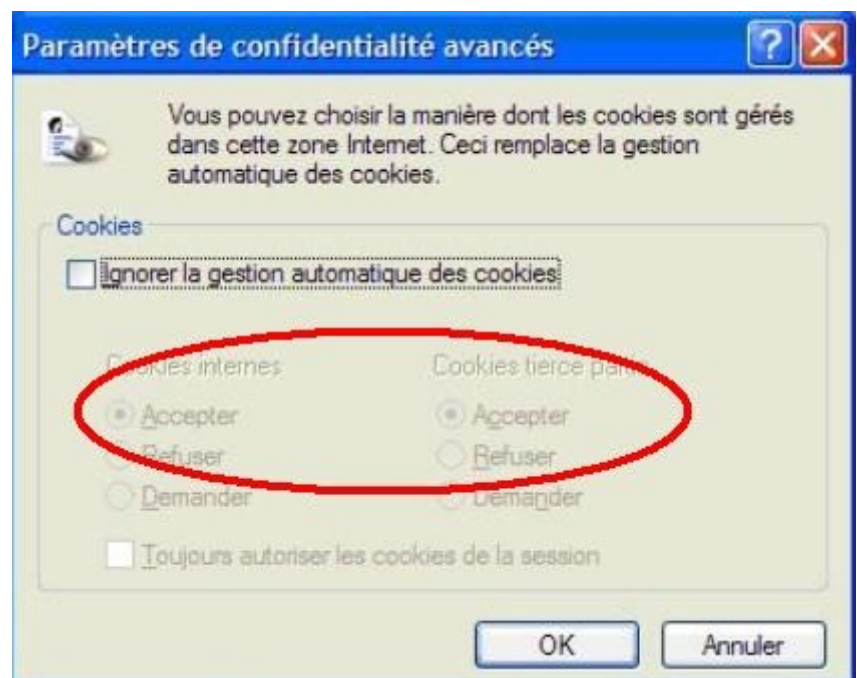 Paramètres de confidentialité avancés
Vous pouvez choisir la manière dont les cookies sont gérés
dans cette zone Internet. Ceci remplace la gestion
automatique des cookies.
Cookies
Ignorer la gestion automatique des cookies
Cookies internes Cookies tierce partie
Accepter Accepter
Refuser Refuser
Demander Demander
Toujours autoriser les cookies de la session
OK Annuler